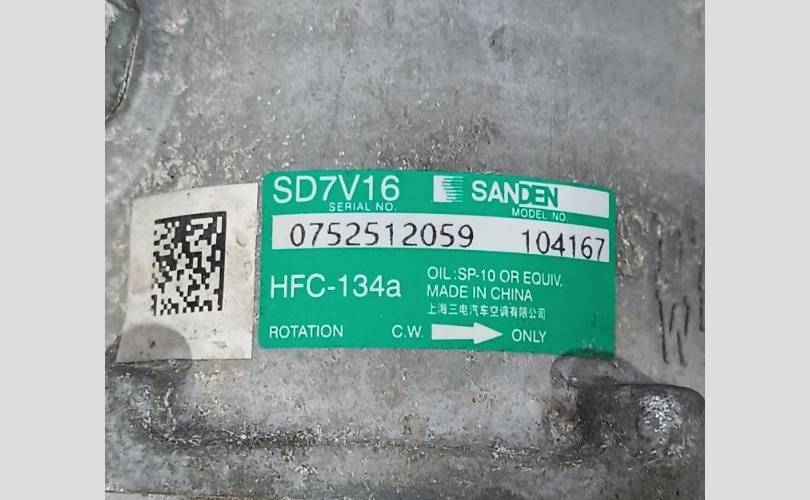 SD7V16 SANDEN
SERIAL NO. MODEL NO.
0752512059 104167
HFC-134a
OIL:SP-10 OR EQUIV.
MADE IN CHINA
上海三电汽车空调有限公司
ROTATION C.W. ONLY